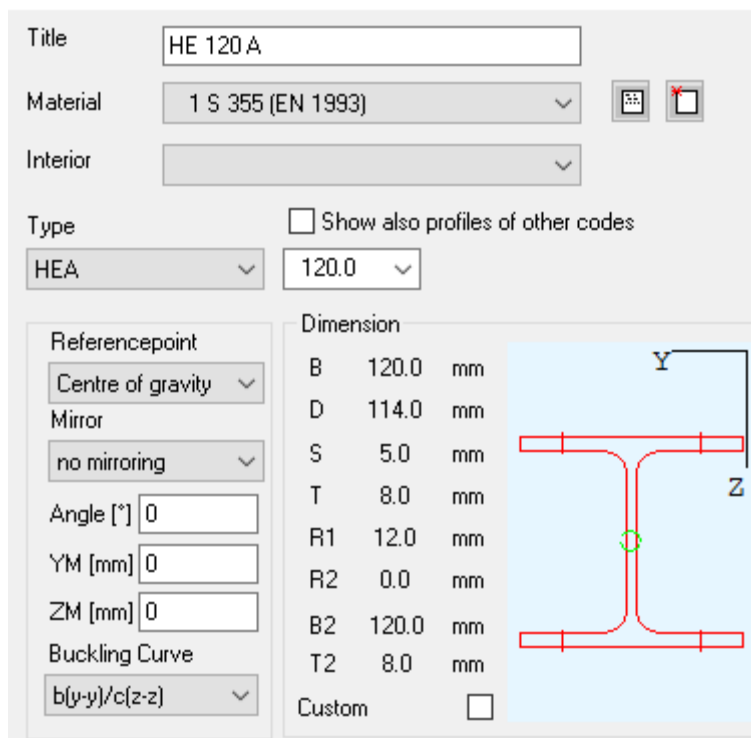 Title HE 120 A
Material 1 S 355 (EN 1993)
Interior
Type Show also profiles of other codes
HEA 120.0
Referencepoint
Centre of gravity
Mirror
no mirroring
Angle [°] 0
YM [mm] 0
ZM [mm] 0
Buckling Curve
b(y-y)/c(z-z)
Dimension
B 120.0 mm
D 114.0 mm
S 5.0 mm
T 8.0 mm
R1 12.0 mm
R2 0.0 mm
B2 120.0 mm
T2 8.0 mm
Custom
Y
Z